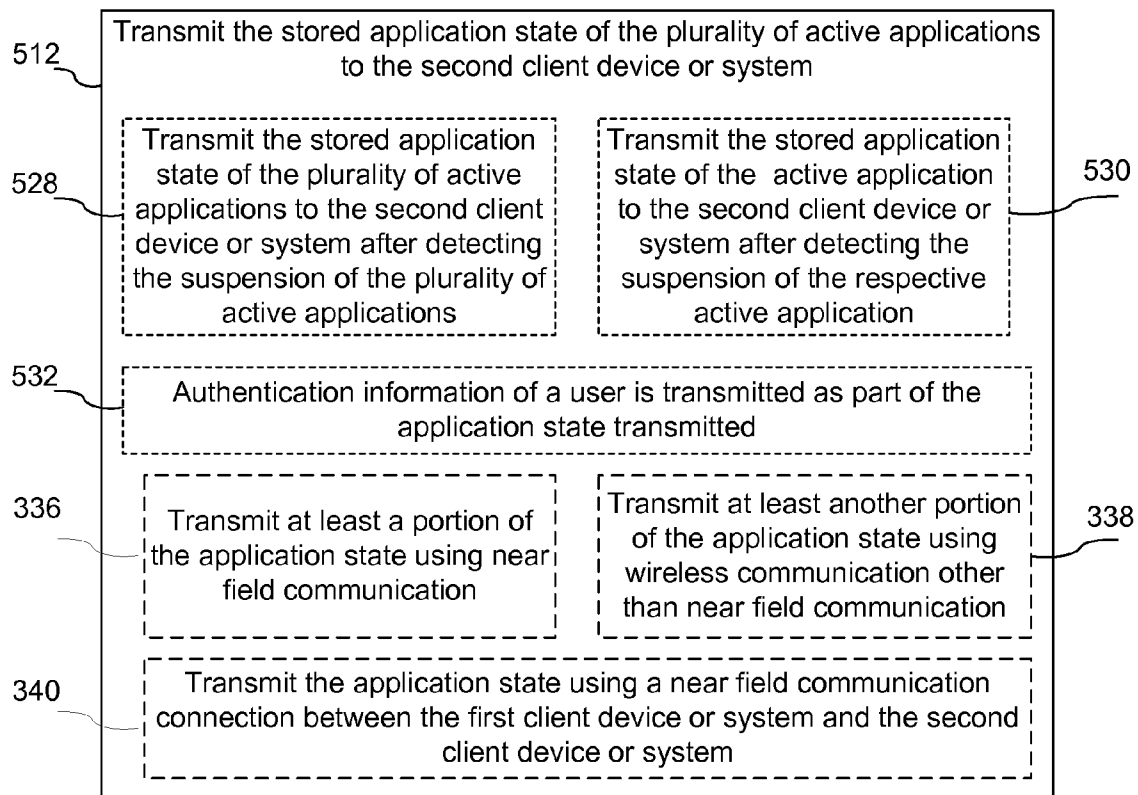 Transmit the stored application state of the plurality of active applications
to the second client device or system
512
Transmit the stored application
state of the plurality of active
applications to the second client
device or system after detecting
the suspension of the plurality of
active applications
528
Transmit the stored application
state of the active application
to the second client device or
system after detecting the
suspension of the respective
active application
530
532
Authentication information of a user is transmitted as part of the
application state transmitted
336
Transmit at least a portion of
the application state using near
field communication
Transmit at least another portion
of the application state using
wireless communication other
than near field communication
338
340
Transmit the application state using a near field communication
connection between the first client device or system and the second
client device or system